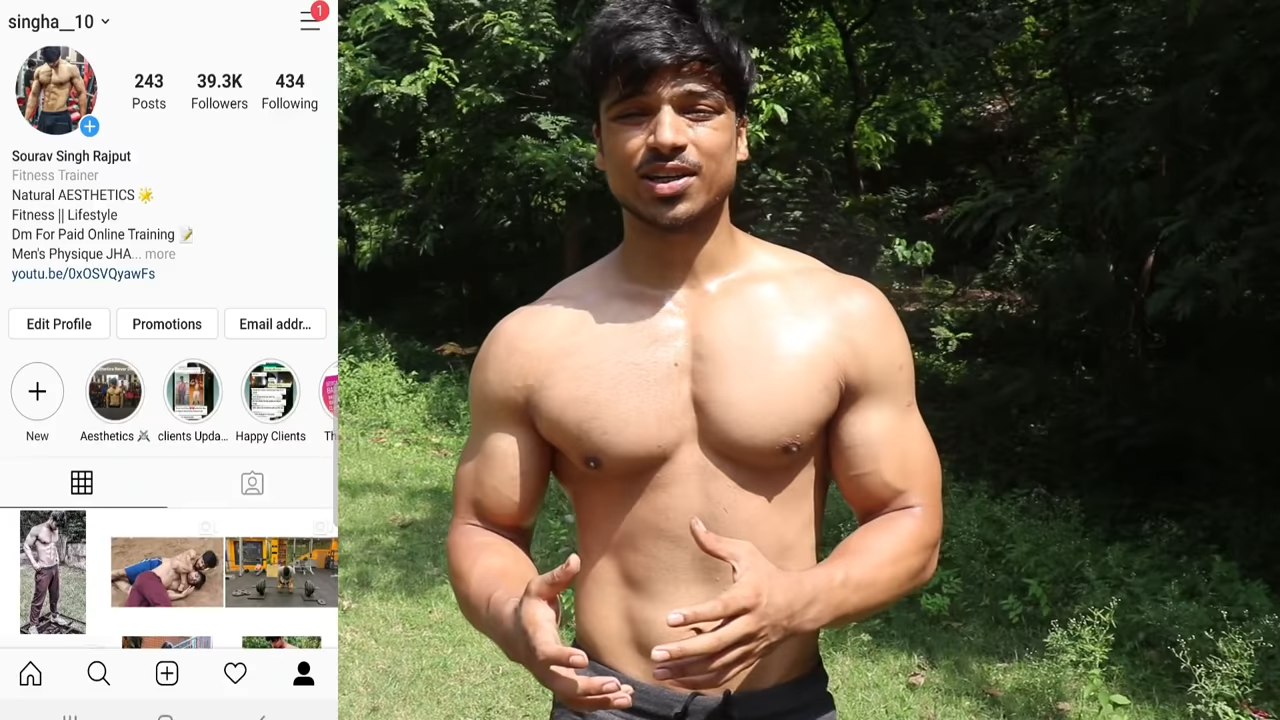 singha__10
1
243
39.3K
434
Posts
Followers
Following
Sourav Singh Rajput
Fitness Trainer
Natural AESTHETICS 🌟
Fitness || Lifestyle
Dm For Paid Online Training 📝
Men's Physique JHA... more
youtu.be/0xOSVQyawFs
Edit Profile
Promotions
Email addr...
New
Aesthetics ☠️
clients Upda...
Happy Clients
Th